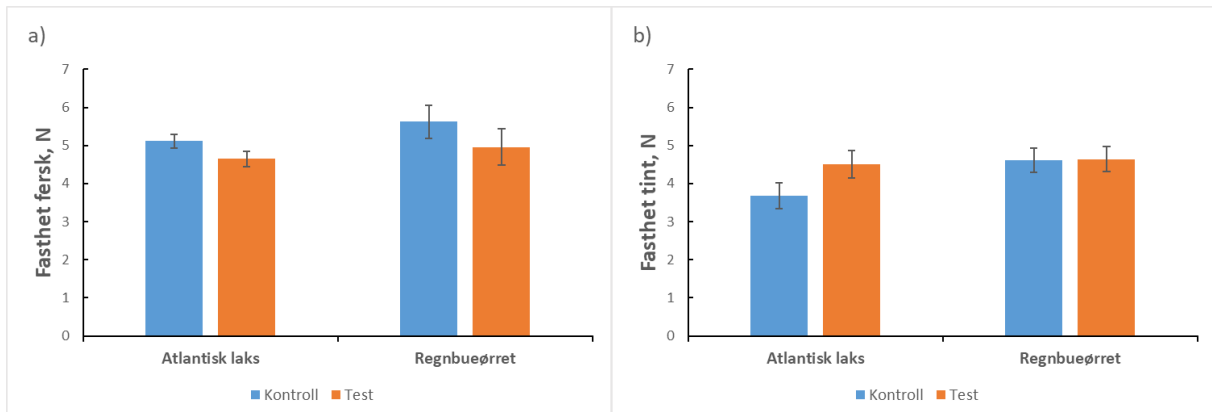 a)
Fasthet fersk, N
7
6
5
4
3
2
1
0
Atlantisk laks
Regnbueørret
Kontroll
Test
b)
Fasthet tint, N
7
6
5
4
3
2
1
0
Atlantisk laks
Regnbueørret
Kontroll
Test